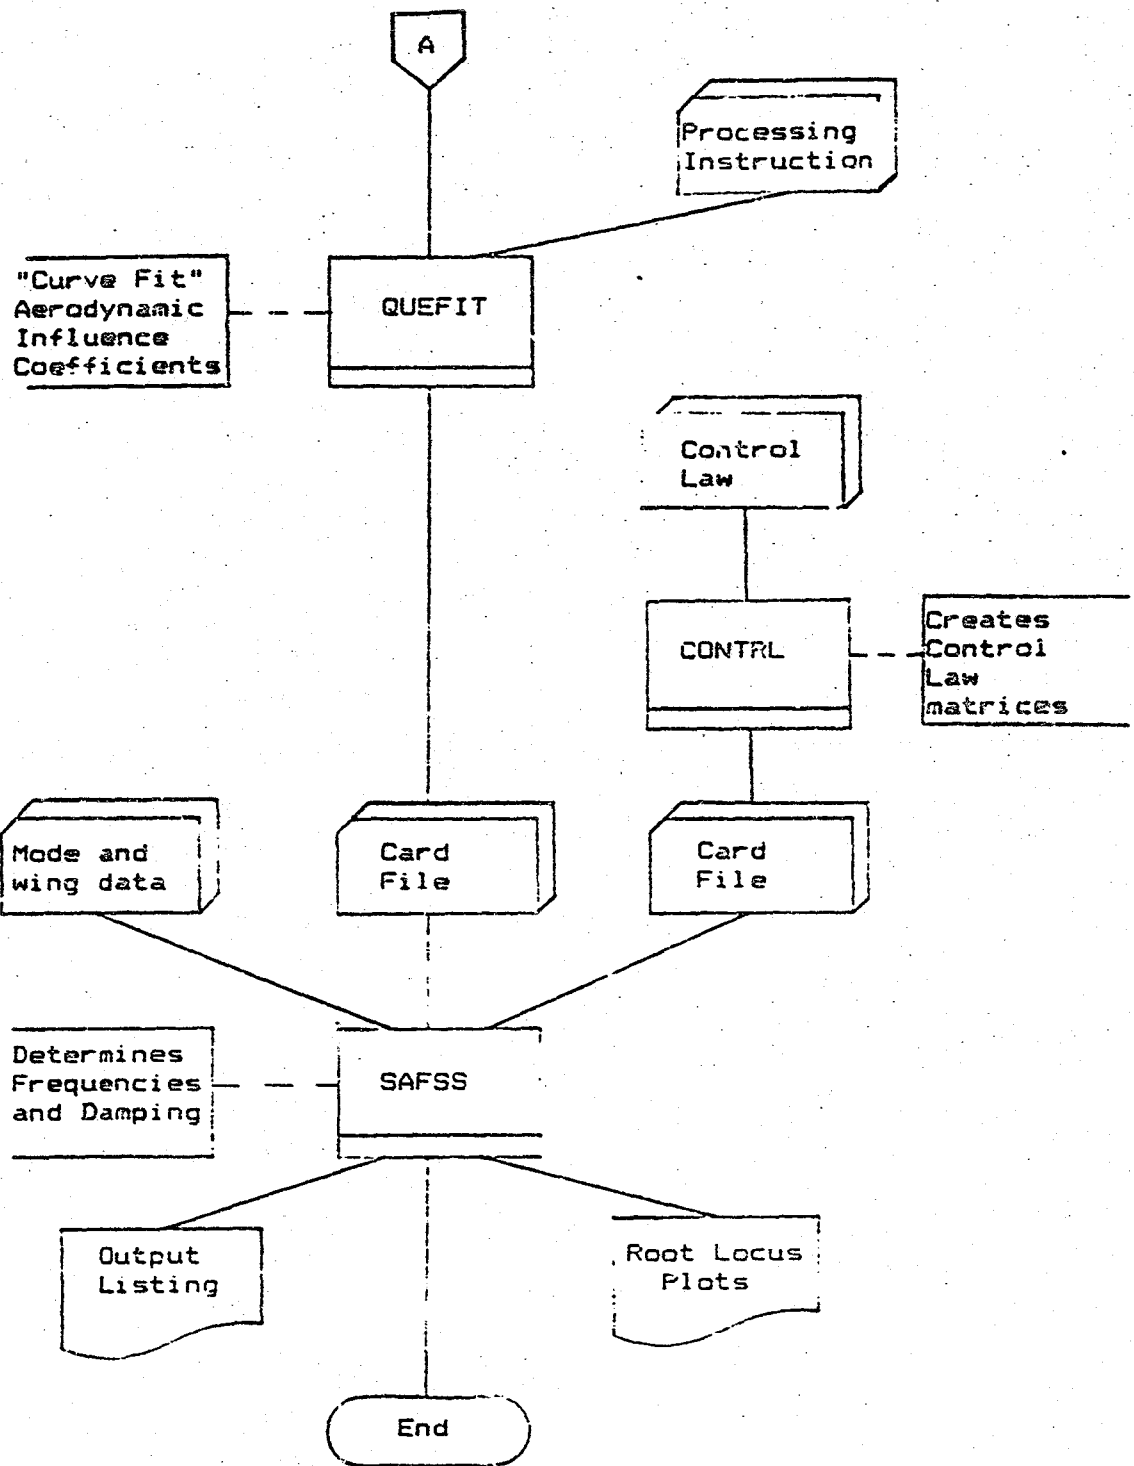 A
Processing
Instruction
"Curve Fit"
Aerodynamic
Influence
Coefficients
QUEFIT
Control
Law
CONTRL
Creates
Control
Law
matrices
Mode and
wing data
Card
File
Card
File
Determines
Frequencies
and Damping
SAFSS
Output
Listing
Root Locus
Plots
End